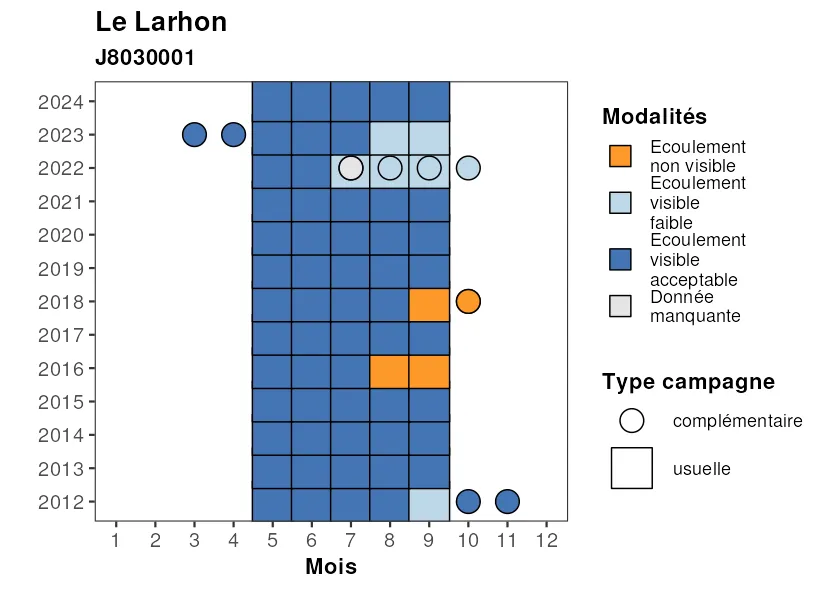 Le Larhon
J8030001
2024
2023
2022
2021
2020
2019
2018
2017
2016
2015
2014
2013
2012
1 2 3 4 5 6 7 8 9 10 11 12
Mois
Modalités
Ecoulement
non visible
Ecoulement
visible
faible
Ecoulement
visible
acceptable
Donnée
manquante
Type campagne
complémentaire
usuelle